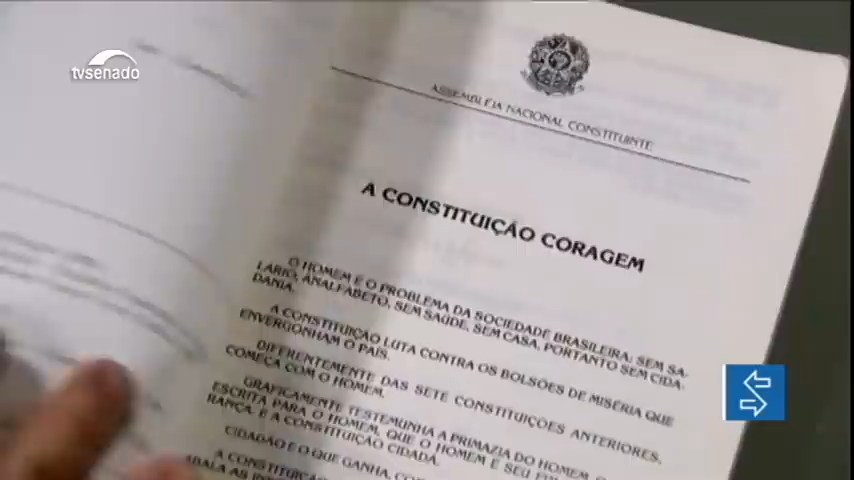 tvsenado
ASSEMBLÉIA NACIONAL CONSTITUINTE
A CONSTITUIÇÃO CORAGEM
O HOMEM É O PROBLEMA DA SOCIEDADE BRASILEIRA: SEM SA-
LÁRIO, ANALFABETO, SEM SAÚDE, SEM CASA, PORTANTO SEM CIDA-
DANIA.
A CONSTITUIÇÃO LUTA CONTRA OS BOLSÕES DE MISÉRIA QUE
ENVERGONHAM O PAÍS.
DIFERENTEMENTE DAS SETE CONSTITUIÇÕES ANTERIORES,
COMEÇA COM O HOMEM.
GRAFICAMENTE TESTEMUNHA A PRIMAZIA DO HOMEM,
ESCRITA PARA O HOMEM, QUE O HOMEM É SEU
RANÇA, É A CONSTITUIÇÃO CIDADÃ.
CIDADÃO É O QUE GANHA,
A CONSTITUIÇÃO
ABALA AS